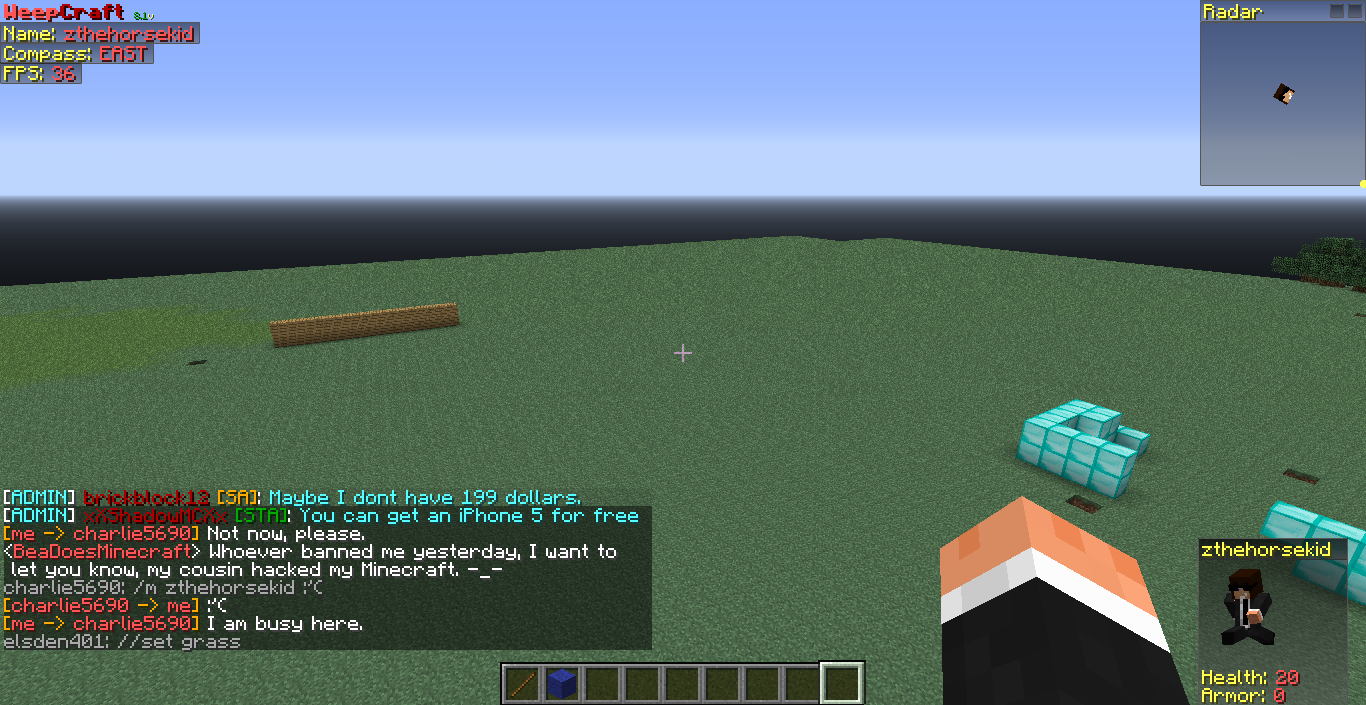 WeepCraft 8.1v
Name: zthehorsekid
Compass: EAST
FPS: 36
Radar
[ADMIN] brickblock13 [SA]: Maybe I dont have 199 dollars.
[ADMIN] xXShadowMCXx [STA]: You can get an iPhone 5 for free
[me -> charlie5690] Not now, please.
<BeaDoesMinecraft> Whoever banned me yesterday, I want to
let you know, my cousin hacked my Minecraft. -_-
charlie5690: /m zthehorsekid :'C
[charlie5690 -> me] :'C
[me -> charlie5690] I am busy here.
elsden401: //set grass
zthehorsekid
Health: 20
Armor: 0